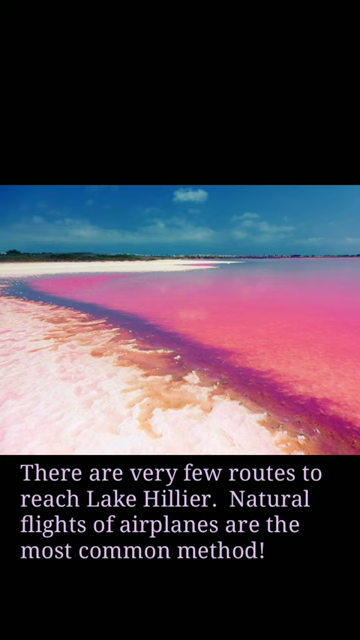 There are very few routes to
reach Lake Hillier.  Natural
flights of airplanes are the
most common method!